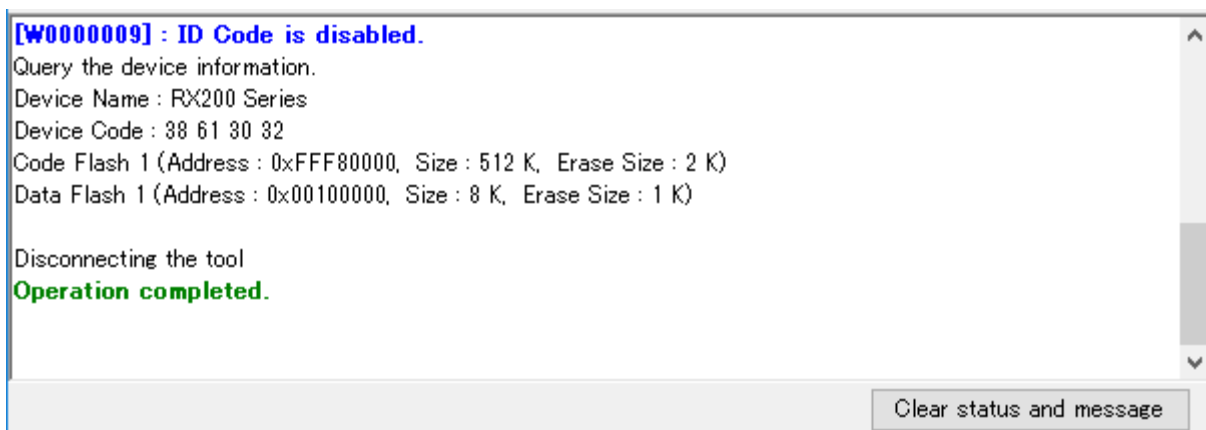 [W0000009] : ID Code is disabled.
Query the device information.
Device Name : RX200 Series
Device Code : 38 61 30 32
Code Flash 1 (Address : 0xFFF80000, Size : 512 K, Erase Size : 2 K)
Data Flash 1 (Address : 0x00100000, Size : 8 K, Erase Size : 1 K)
Disconnecting the tool
Operation completed.
Clear status and message